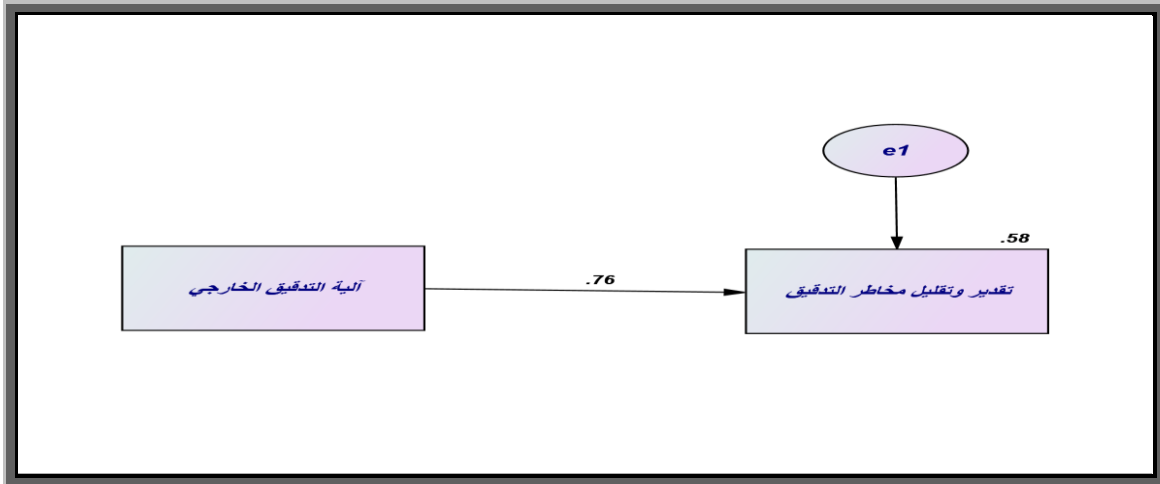 e1
.58
آلية التدقيق الخارجي
.76
تقدير وتقليل مخاطر التدقيق